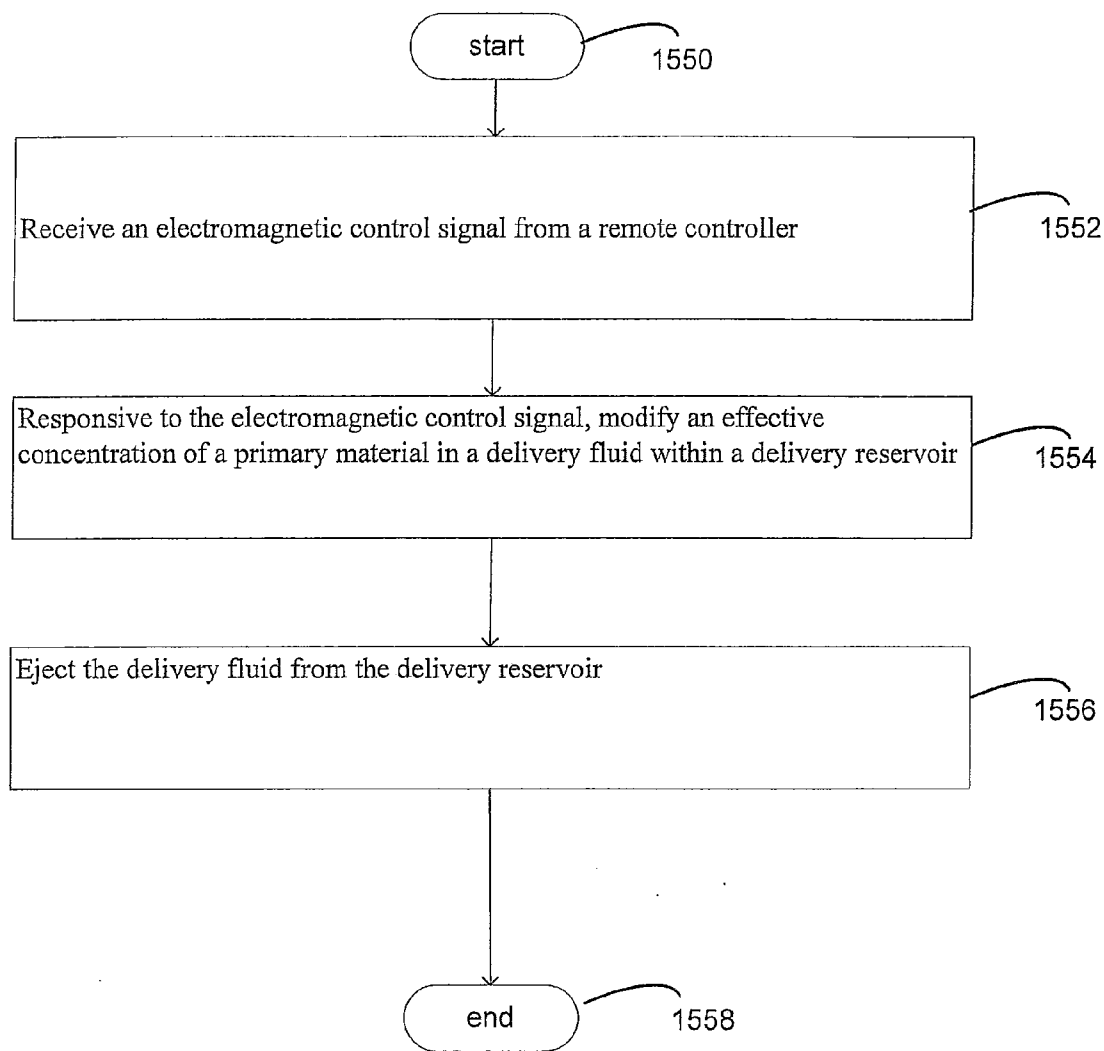 start
1550
Receive an electromagnetic control signal from a remote controller
1552
Responsive to the electromagnetic control signal, modify an effective
concentration of a primary material in a delivery fluid within a delivery reservoir
1554
Eject the delivery fluid from the delivery reservoir
1556
end
1558